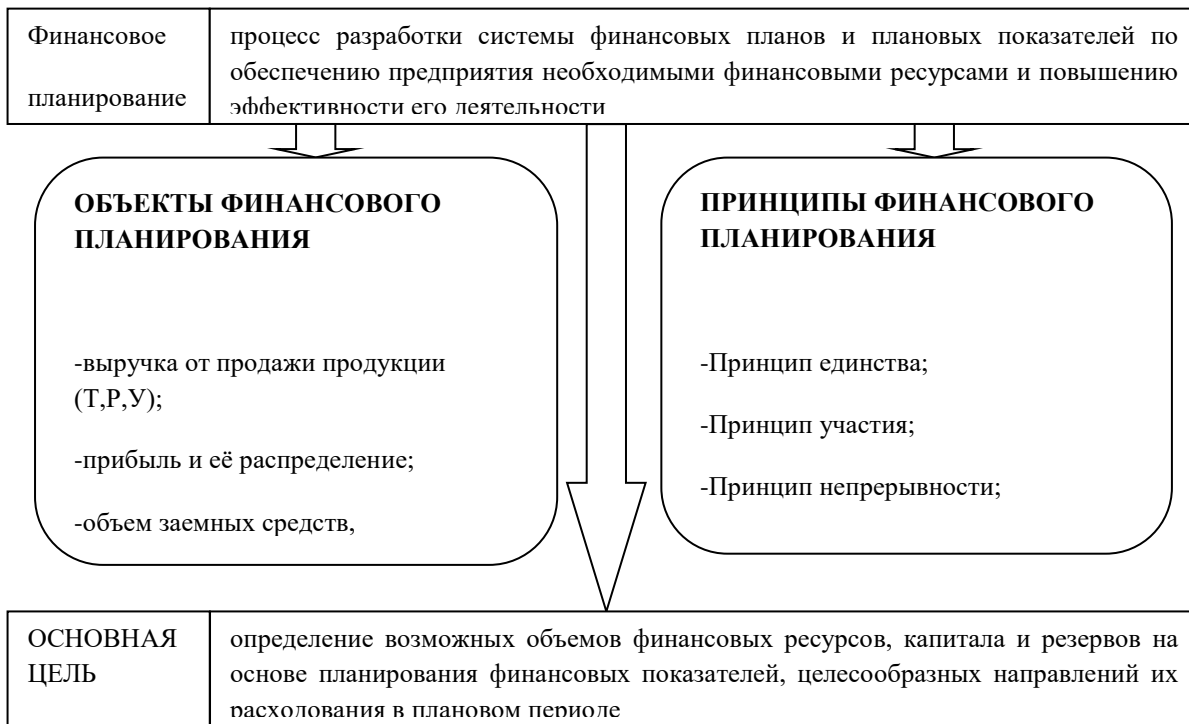 Финансовое
планирование
процесс разработки системы финансовых планов и плановых показателей по
обеспечению предприятия необходимыми финансовыми ресурсами и повышению
эффективности его деятельности
ОБЪЕКТЫ ФИНАНСОВОГО
ПЛАНИРОВАНИЯ
-выручка от продажи продукции
(Т,Р,У);
-прибыль и её распределение;
-объем заемных средств,
ПРИНЦИПЫ ФИНАНСОВОГО
ПЛАНИРОВАНИЯ
-Принцип единства;
-Принцип участия;
-Принцип непрерывности;
ОСНОВНАЯ
ЦЕЛЬ
определение возможных объемов финансовых ресурсов, капитала и резервов на
основе планирования финансовых показателей, целесообразных направлений их
расходования в плановом периоде